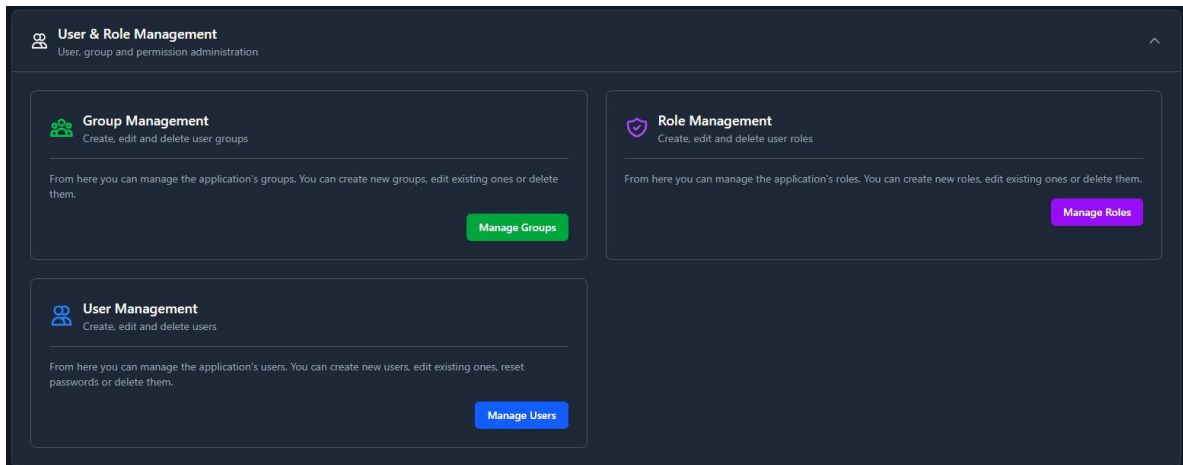 User & Role Management
User, group and permission administration
Group Management
Create, edit and delete user groups
From here you can manage the application's groups. You can create new groups, edit existing ones or delete
them.
Manage Groups
Role Management
Create, edit and delete user roles
From here you can manage the application's roles. You can create new roles, edit existing ones or delete them.
Manage Roles
User Management
Create, edit and delete users
From here you can manage the application's users. You can create new users, edit existing ones, reset
passwords or delete them.
Manage Users